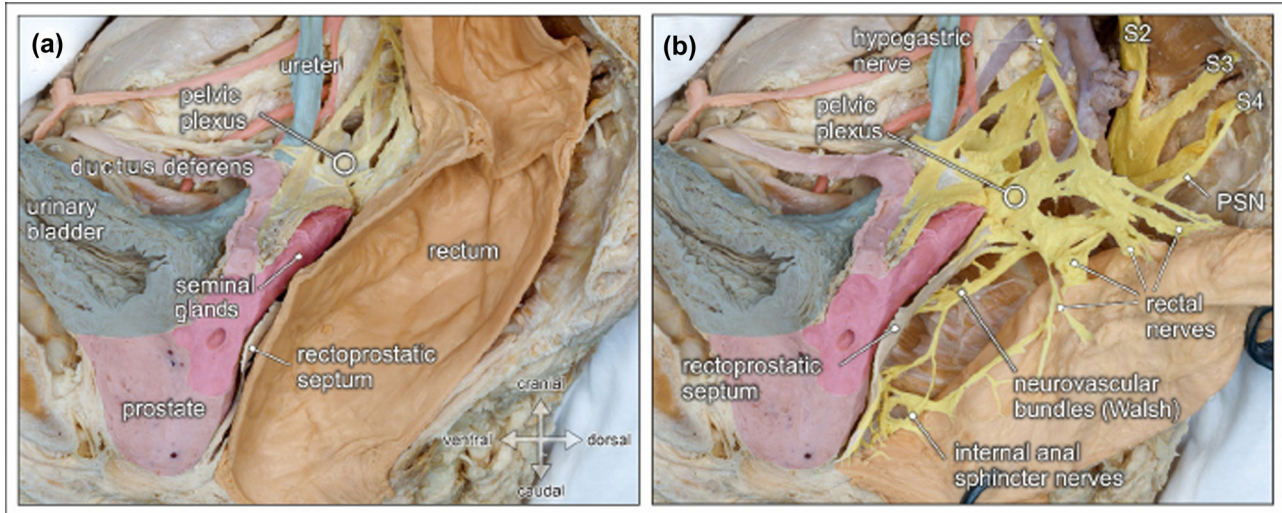 (a)
ureter
pelvic
plexus
ductus deferens
urinary
bladder
seminal
glands
rectum
rectoprostatic
septum
prostate
cranial
ventral
dorsal
caudal
(b)
hypogastric
nerve
S2
S3
S4
pelvic
plexus
PSN
rectal
nerves
rectoprostatic
septum
neurovascular
bundles (Walsh)
internal anal
sphincter nerves